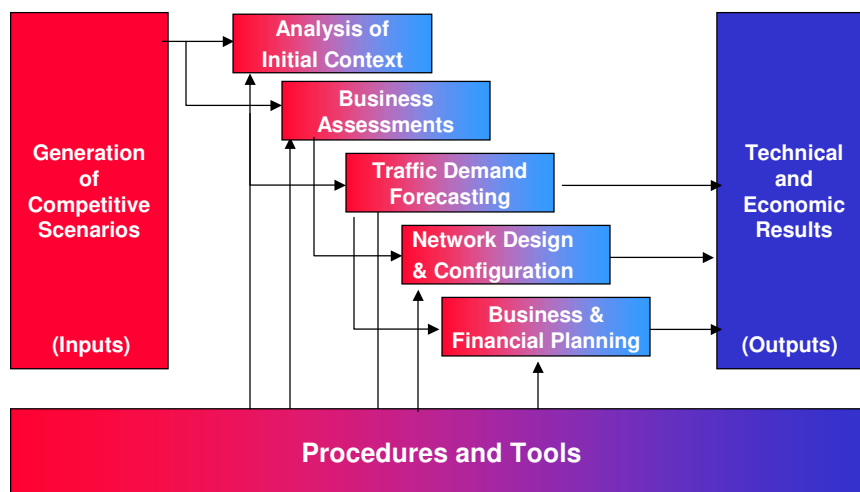 Generation
of
Competitive
Scenarios
(Inputs)
Analysis of
Initial Context
Business
Assessments
Traffic Demand
Forecasting
Network Design
& Configuration
Business &
Financial Planning
Technical
and
Economic
Results
(Outputs)
Procedures and Tools